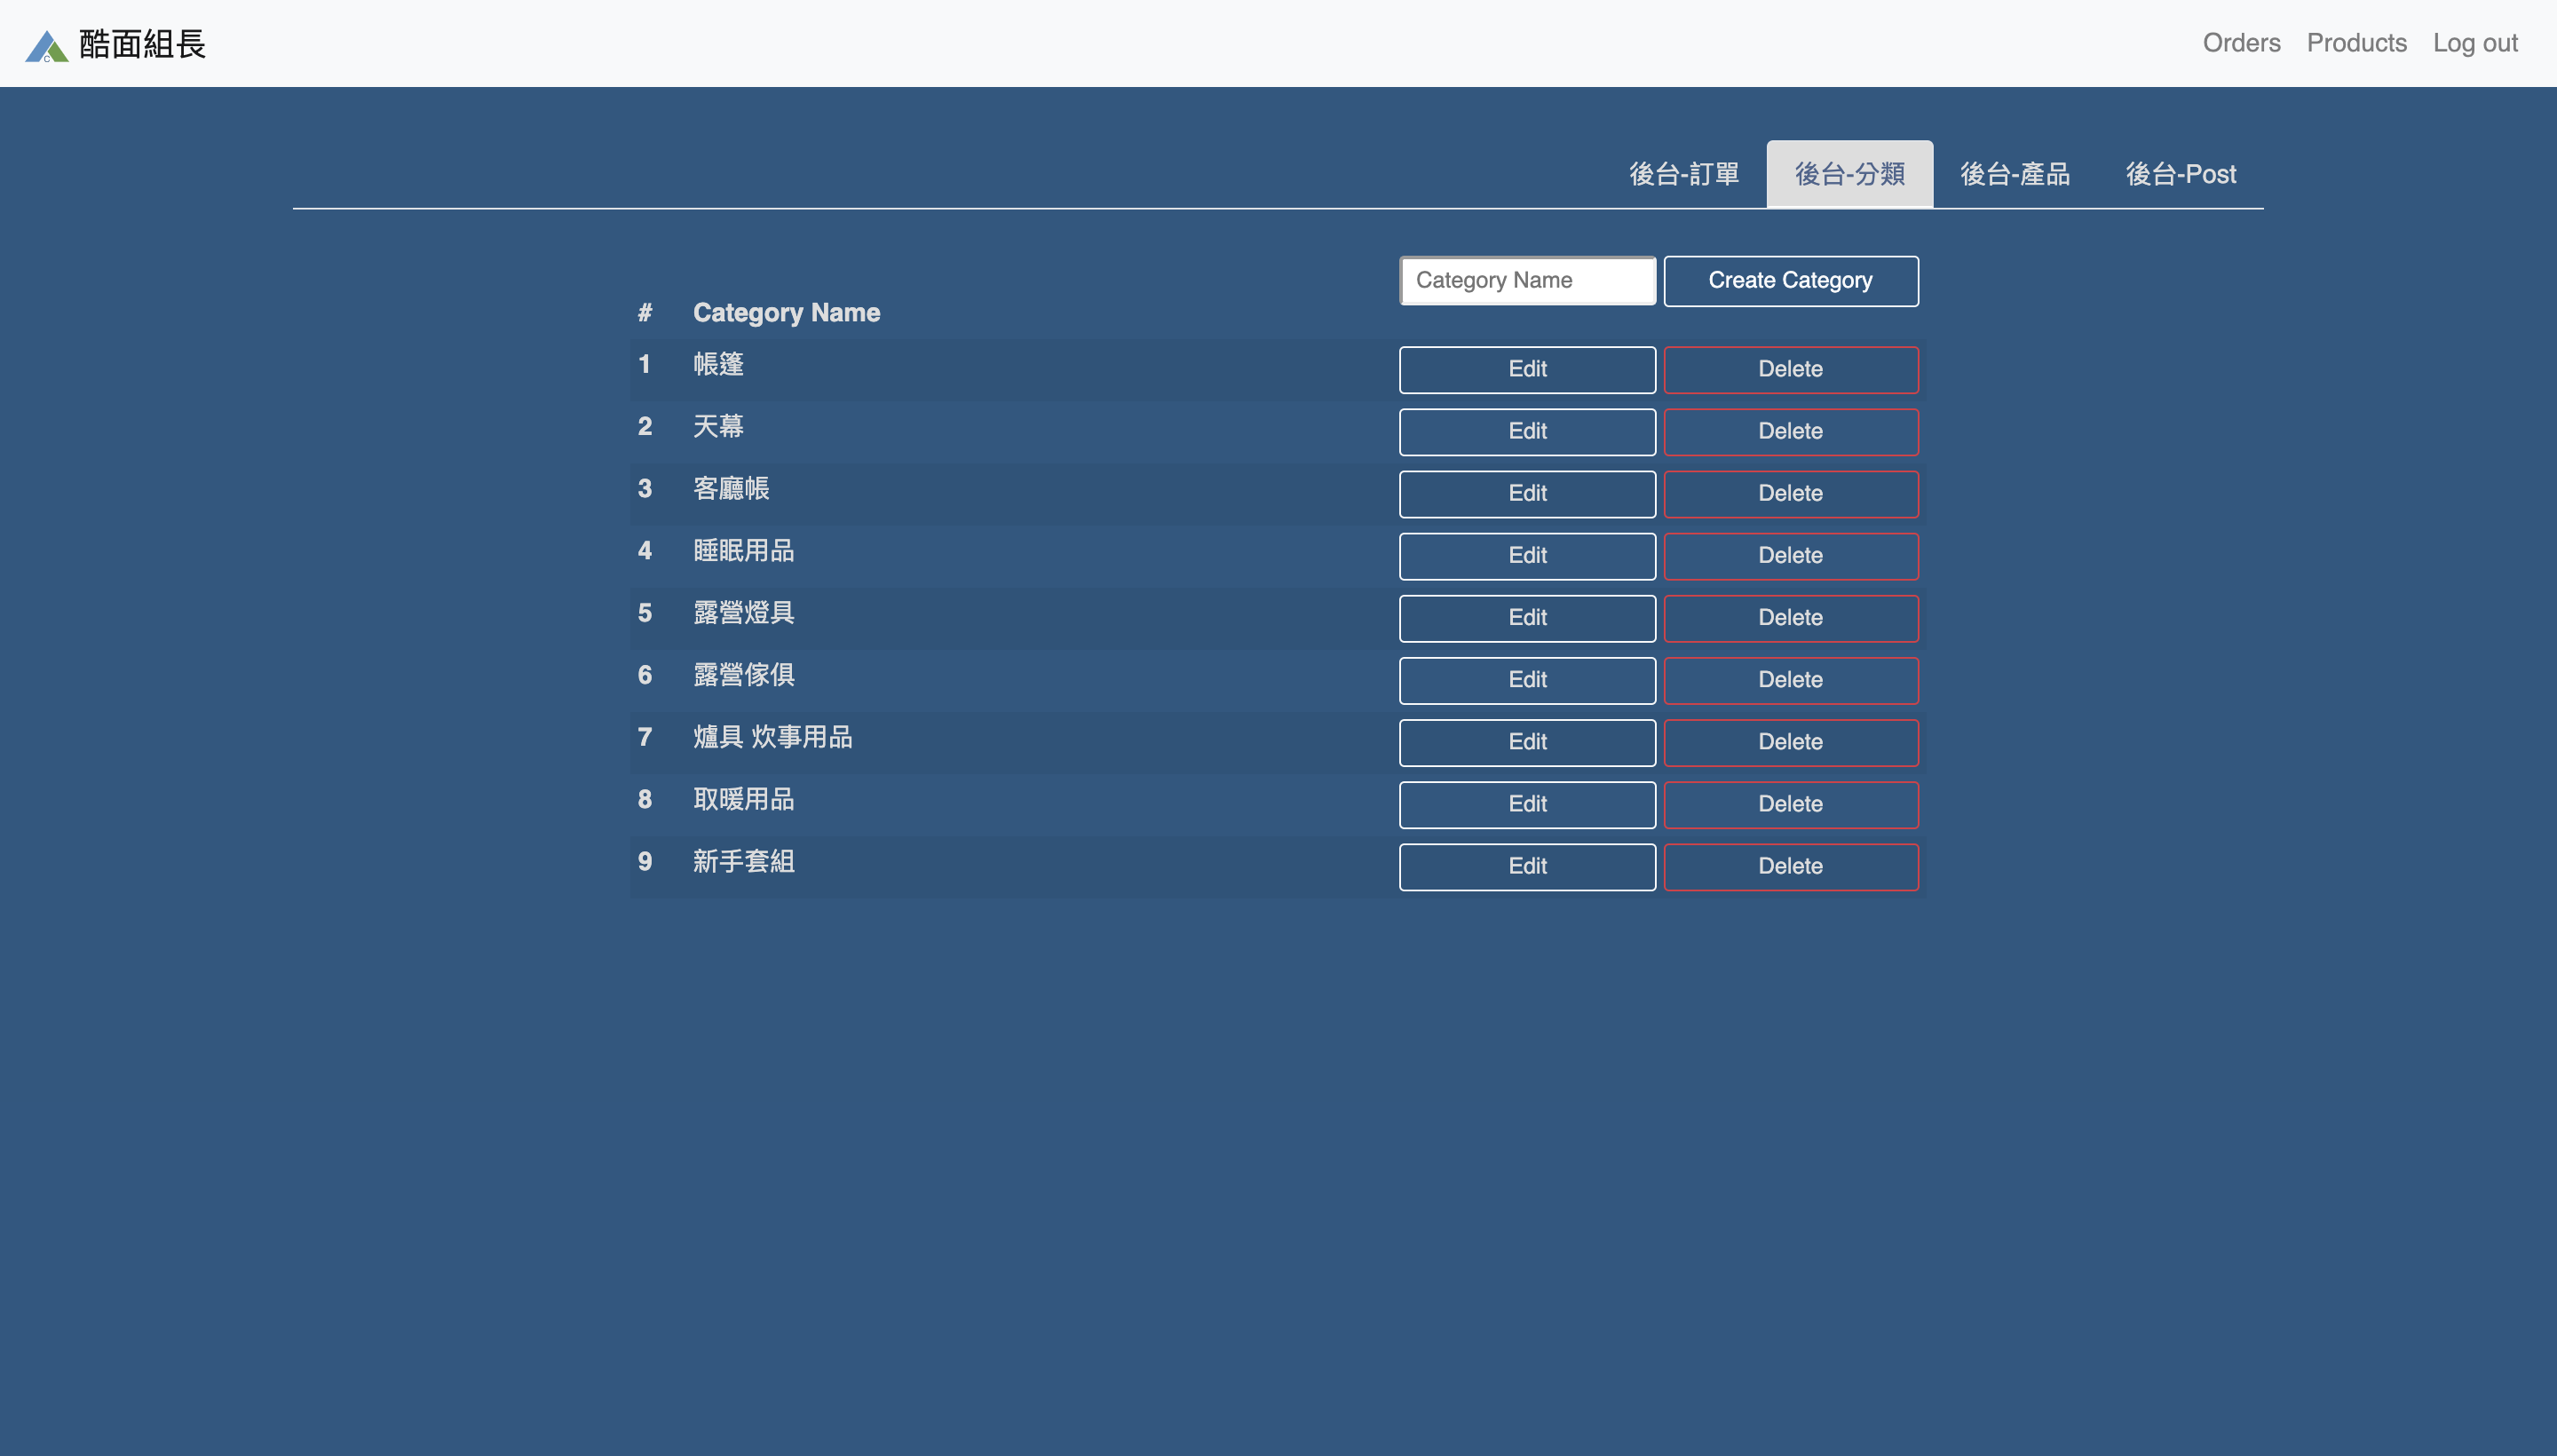 酷面組長 Orders Products Log out
後台-訂單 後台-分類 後台-產品 後台-Post
Category Name Create Category
# Category Name
1 帳篷 Edit Delete
2 天幕 Edit Delete
3 客廳帳 Edit Delete
4 睡眠用品 Edit Delete
5 露營燈具 Edit Delete
6 露營傢俱 Edit Delete
7 爐具 炊事用品 Edit Delete
8 取暖用品 Edit Delete
9 新手套組 Edit Delete